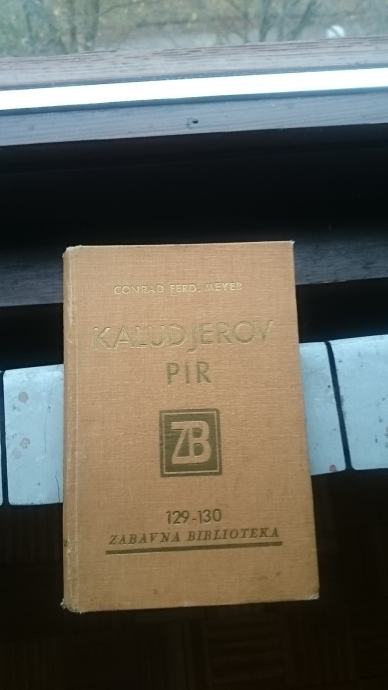 CONRAD FERD. MEYER
KALUDJEROV
PIR
ZB
129-130
ZABAVNA BIBLIOTEKA